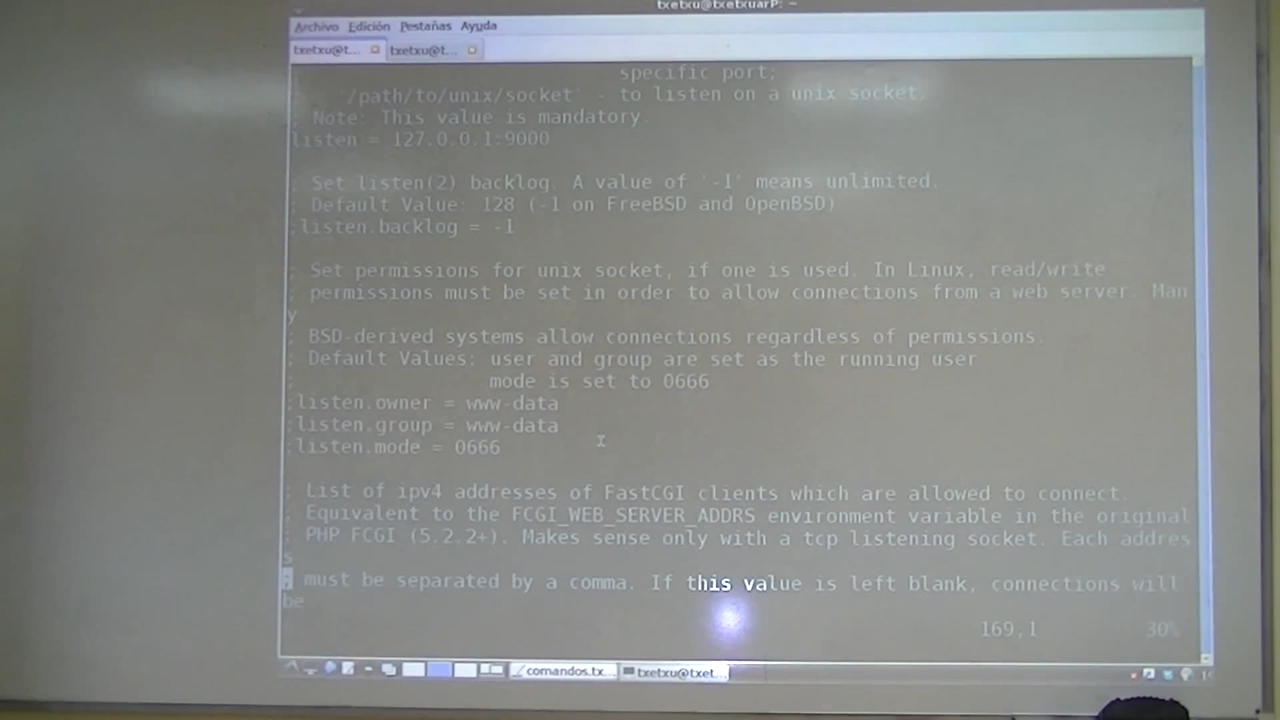 txetxu@txetxuarP: ~
Archivo Edición Pestañas Ayuda
txetxu@t... txetxu@t...
specific port;
'/path/to/unix/socket' - to listen on a unix socket.
; Note: This value is mandatory.
listen = 127.0.0.1:9000
; Set listen(2) backlog. A value of '-1' means unlimited.
; Default Value: 128 (-1 on FreeBSD and OpenBSD)
;listen.backlog = -1
; Set permissions for unix socket, if one is used. In Linux, read/write
; permissions must be set in order to allow connections from a web server. Man
y
; BSD-derived systems allow connections regardless of permissions.
; Default Values: user and group are set as the running user
; mode is set to 0666
;listen.owner = www-data
;listen.group = www-data
;listen.mode = 0666
; List of ipv4 addresses of FastCGI clients which are allowed to connect.
; Equivalent to the FCGI_WEB_SERVER_ADDRS environment variable in the original
; PHP FCGI (5.2.2+). Makes sense only with a tcp listening socket. Each addres
s
; must be separated by a comma. If this value is left blank, connections will
be
169,1 30%
comandos.tx... txetxu@txet...